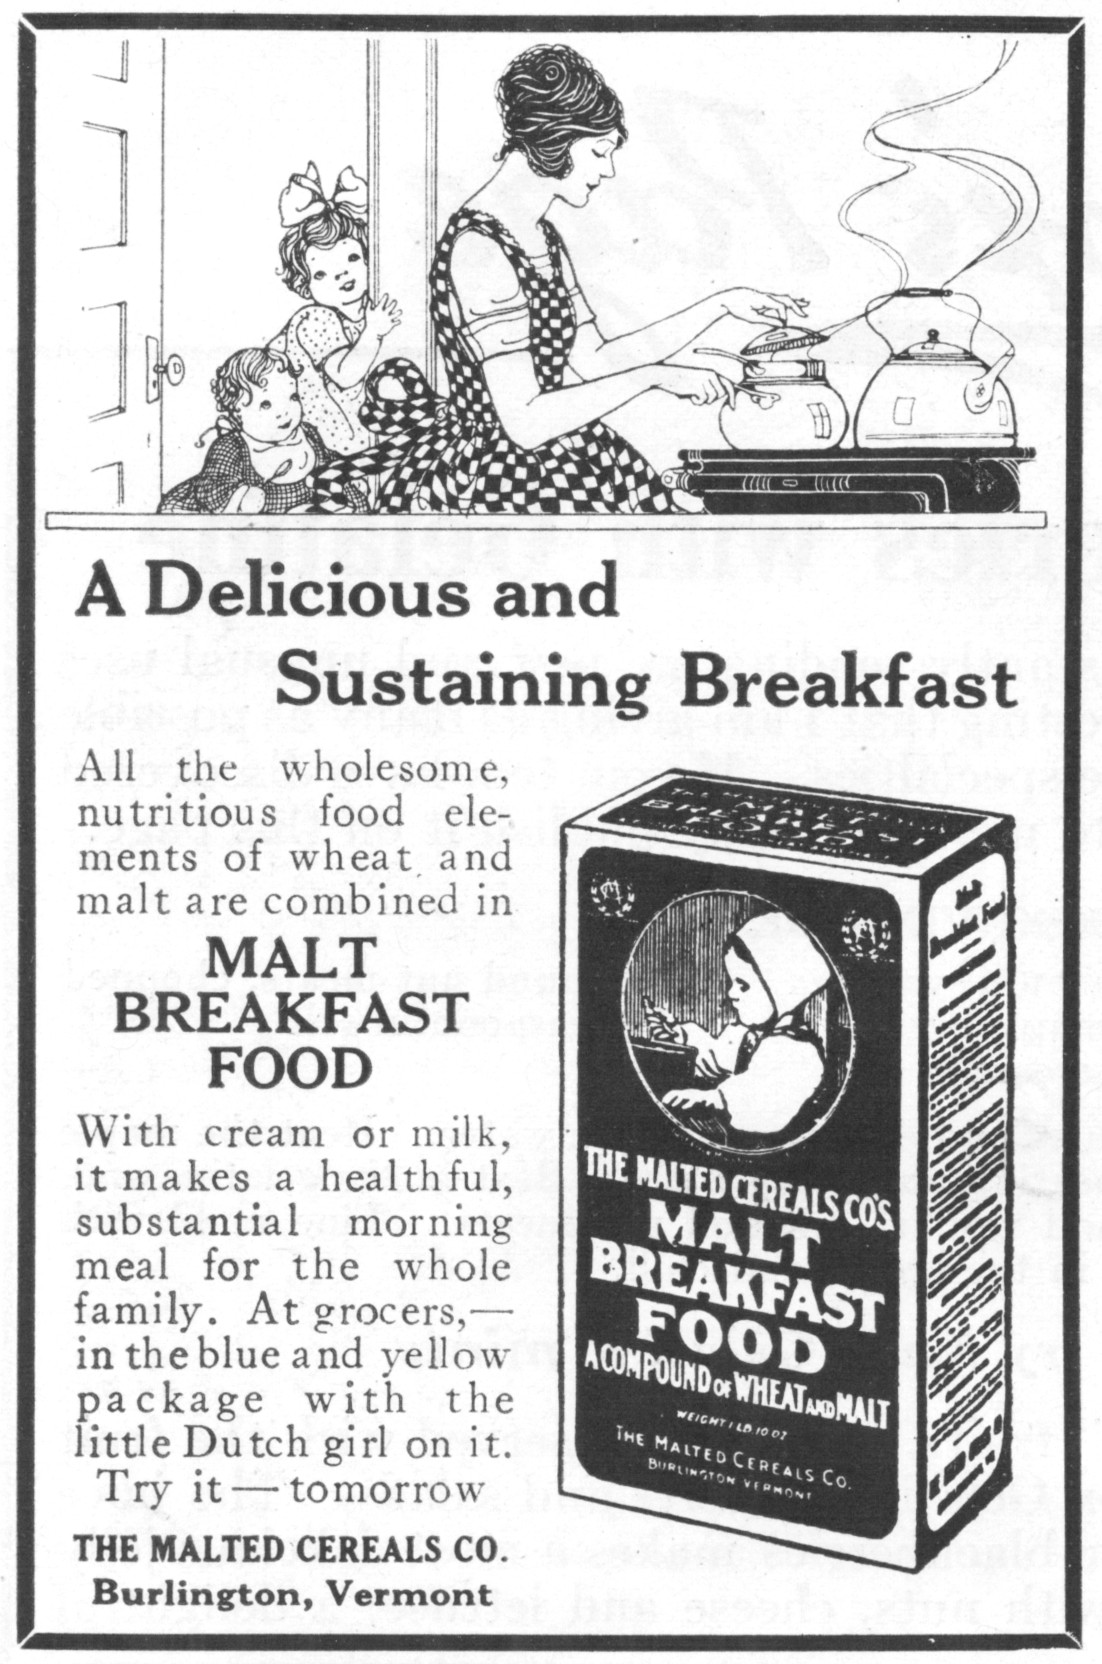 A Delicious and
Sustaining Breakfast
All the wholesome,
nutritious food ele-
ments of wheat and
malt are combined in
MALT
BREAKFAST
FOOD
With cream or milk,
it makes a healthful,
substantial morning
meal for the whole
family. At grocers,—
in the blue and yellow
package with the
little Dutch girl on it.
Try it — tomorrow
THE MALTED CEREALS CO.
Burlington, Vermont
MALT
BREAKFAST
FOOD
THE MALTED CEREALS CO'S.
MALT
BREAKFAST
FOOD
A COMPOUND OF WHEAT AND MALT
WEIGHT 1 LB. 10 OZ
THE MALTED CEREALS CO.
BURLINGTON VERMONT
Malt
Breakfast Food